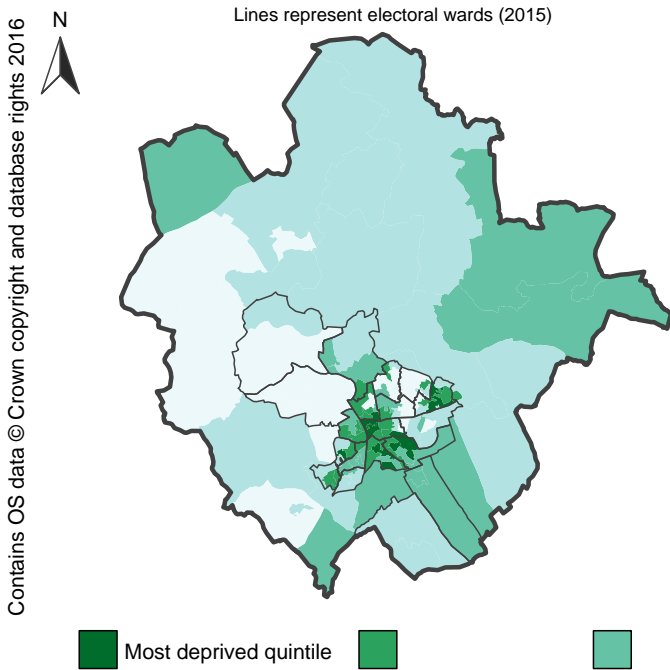 Lines represent electoral wards (2015)
N
Contains OS data © Crown copyright and database rights 2016
Most deprived quintile